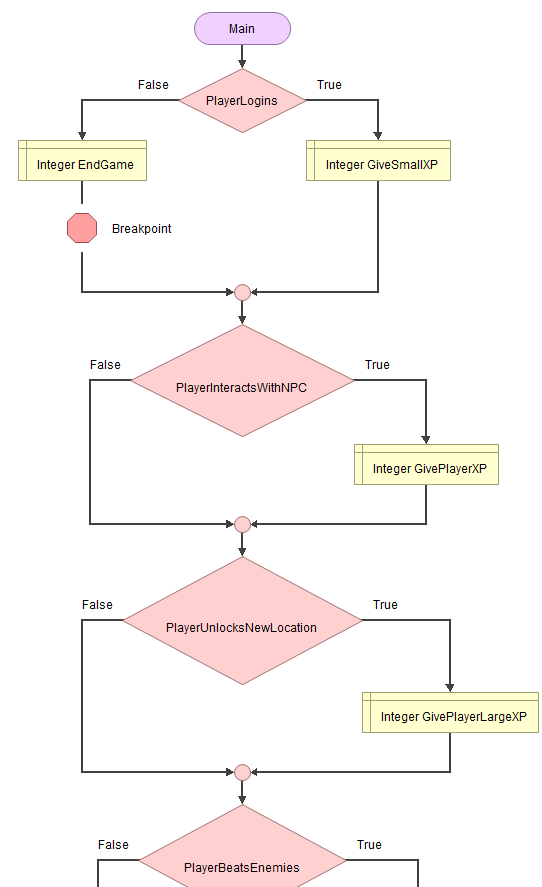 Main
False
True
PlayerLogins
Integer EndGame
Integer GiveSmallXP
Breakpoint
False
True
PlayerInteractsWithNPC
Integer GivePlayerXP
False
True
PlayerUnlocksNewLocation
Integer GivePlayerLargeXP
False
True
PlayerBeatsEnemies